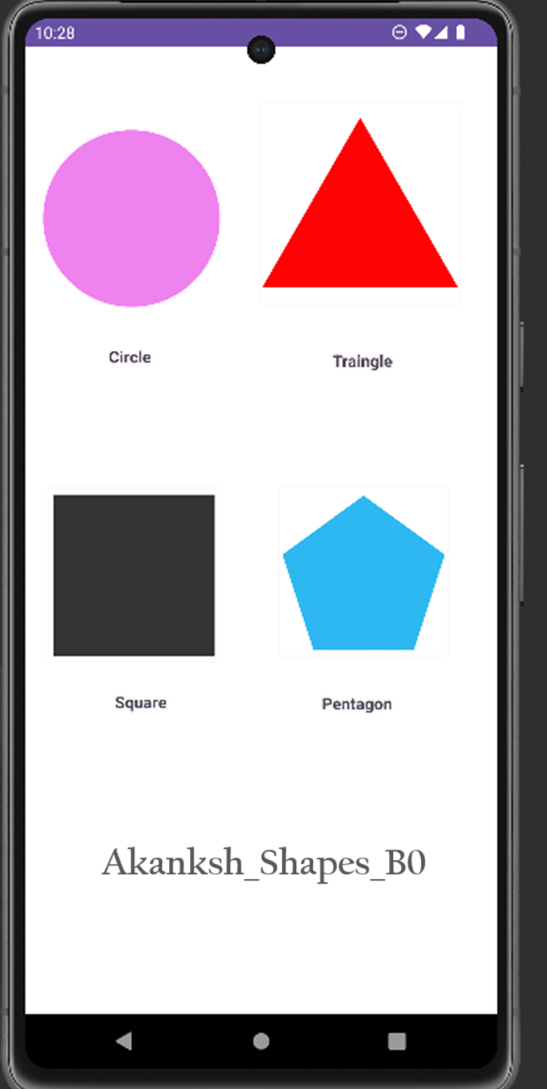 10:28
Circle
Traingle
Square
Pentagon
Akanksh_Shapes_B0